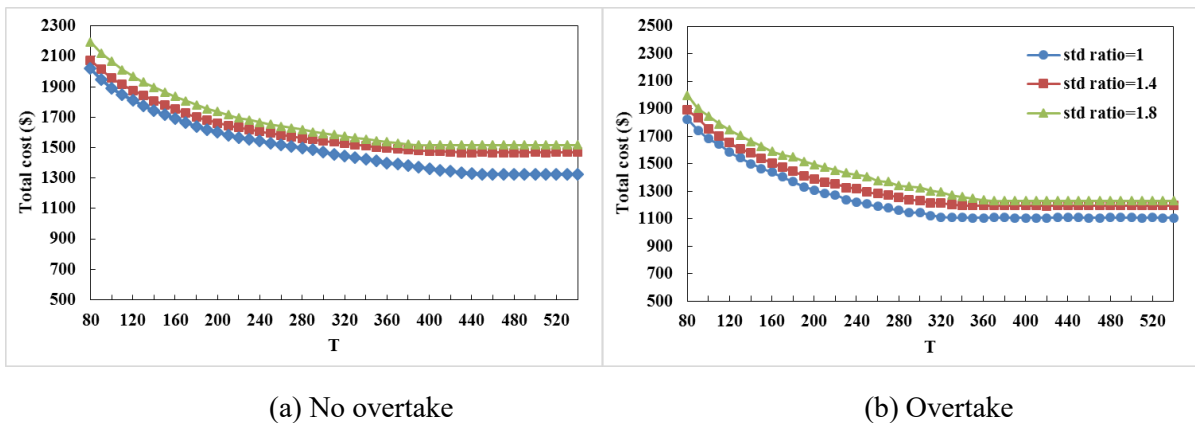 2300
2100
1900
1700
1500
1300
1100
900
700
500
Total cost ($)
80 120 160 200 240 280 320 360 400 440 480 520
T
2500
2300
2100
1900
1700
1500
1300
1100
900
700
500
Total cost ($)
80 120 160 200 240 280 320 360 400 440 480 520
T
std ratio=1
std ratio=1.4
std ratio=1.8
(a) No overtake
(b) Overtake